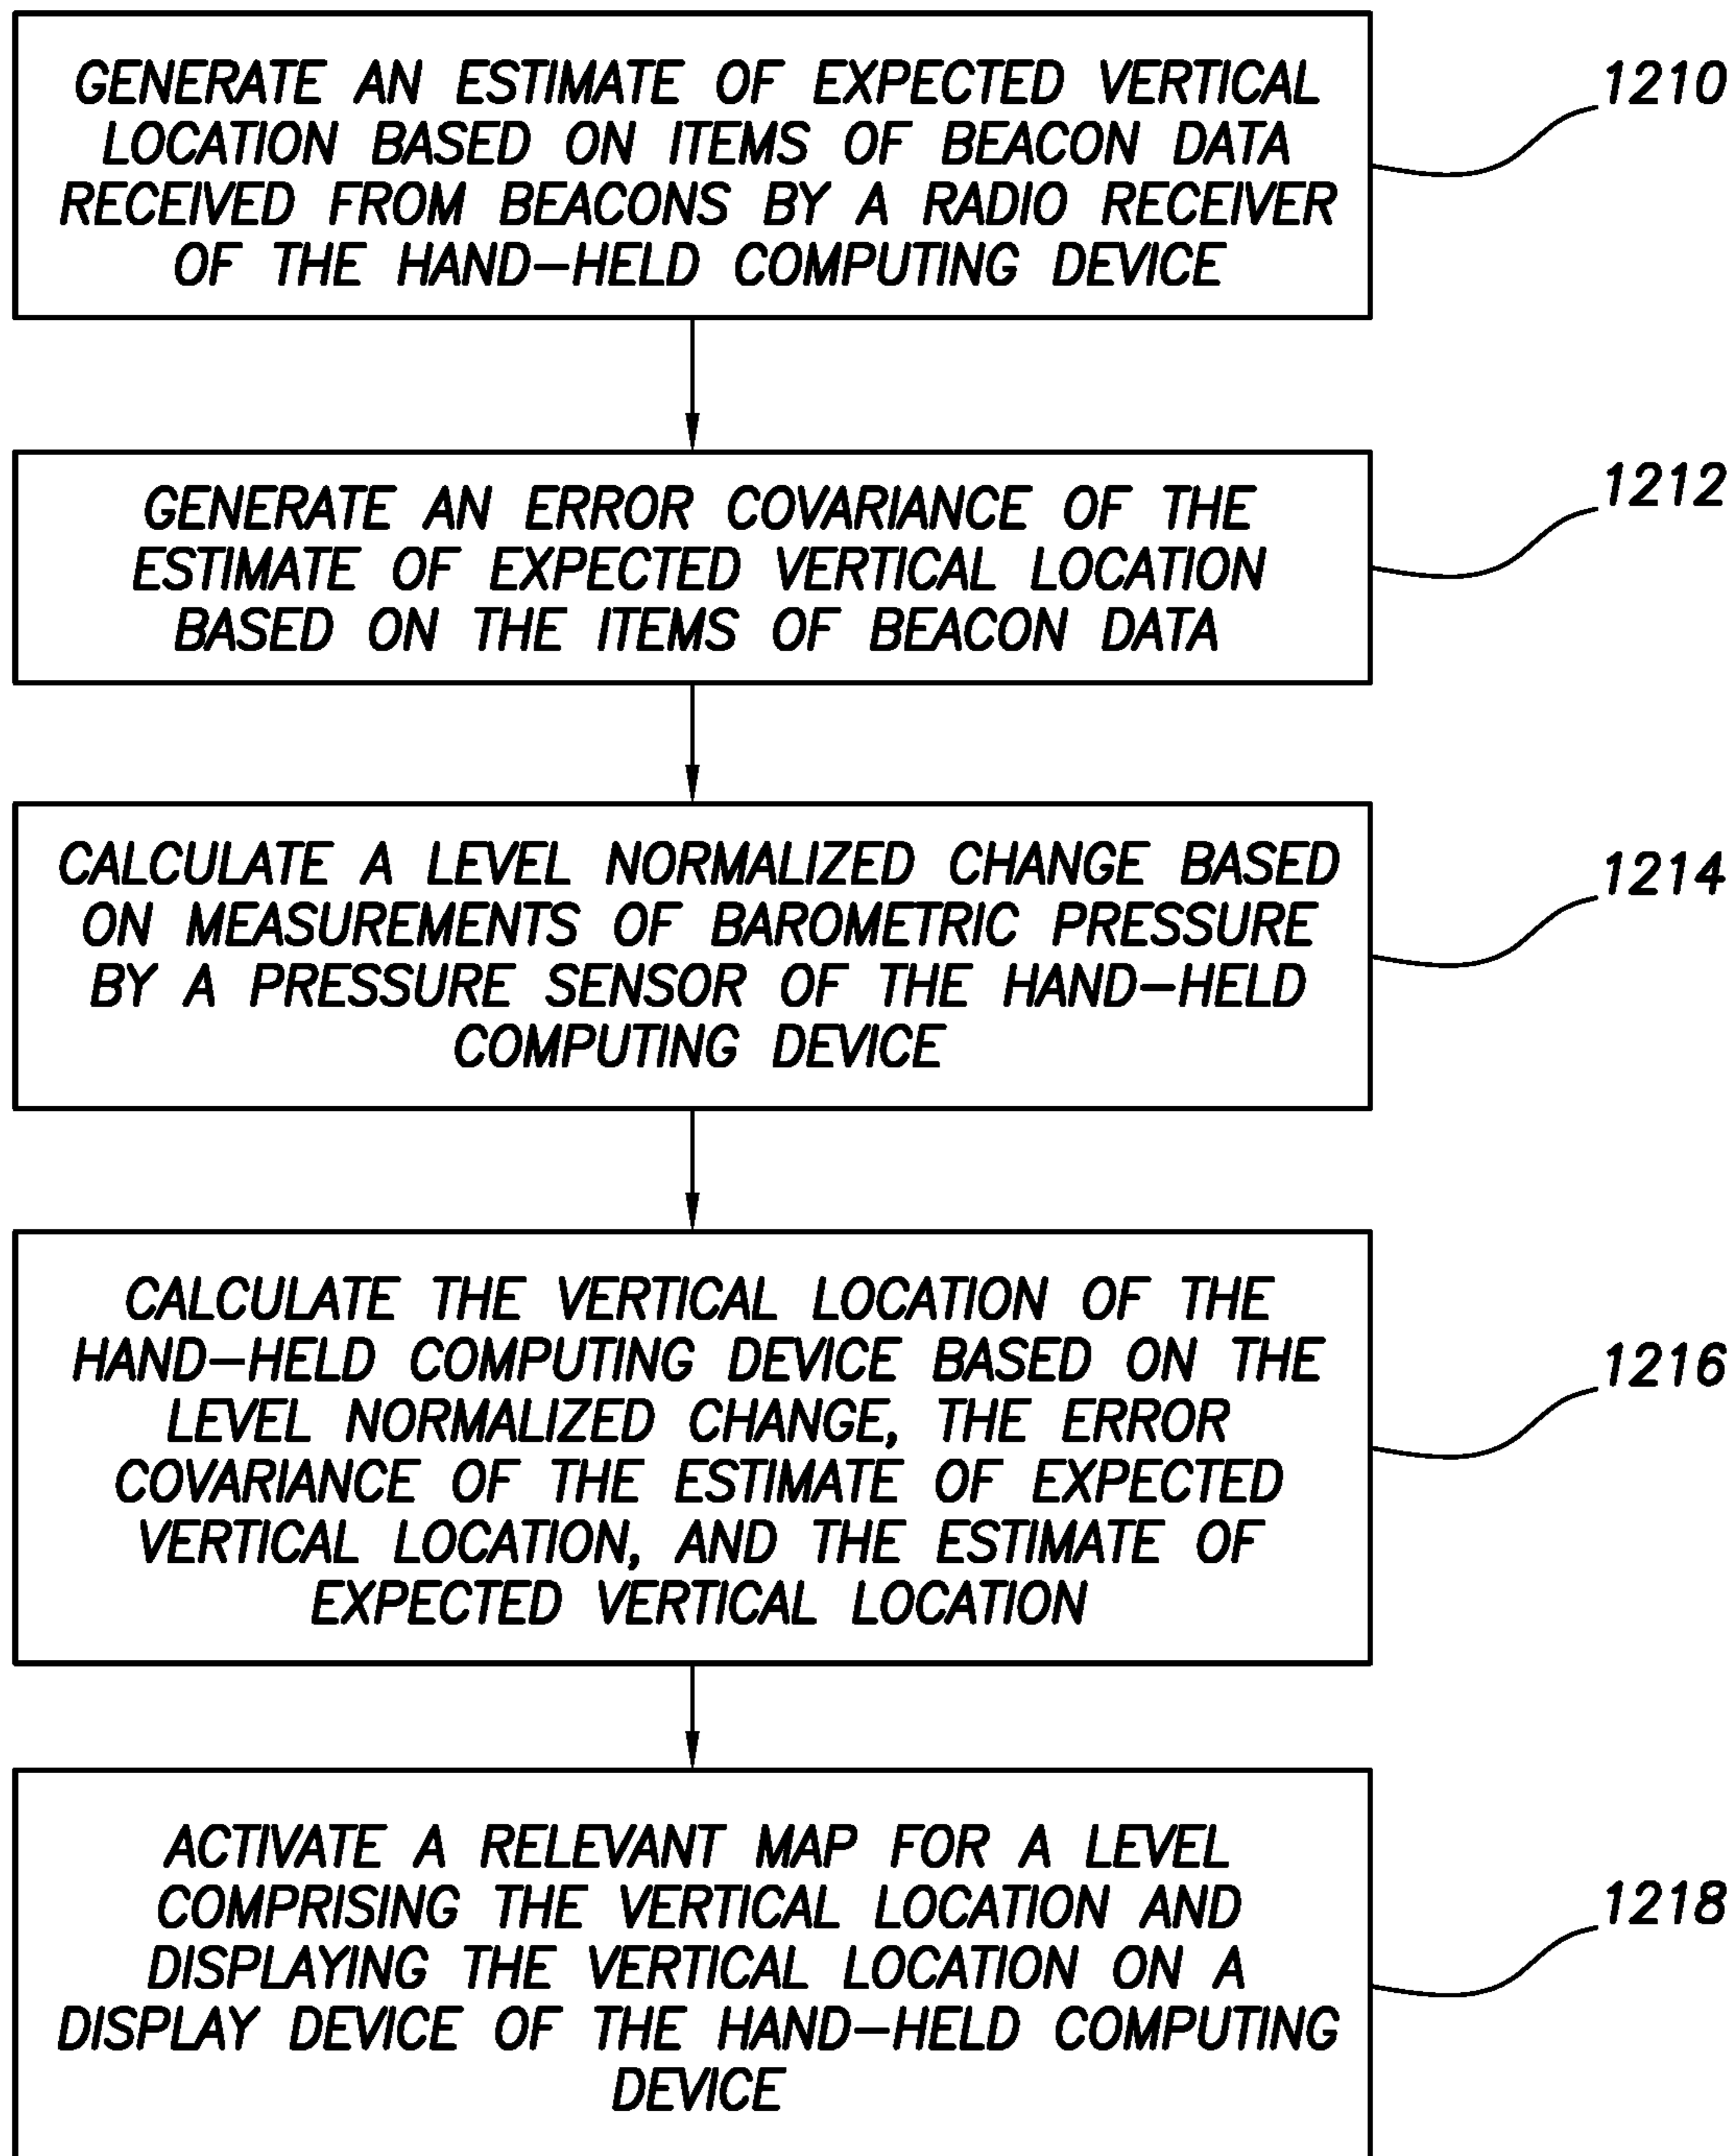 GENERATE AN ESTIMATE OF EXPECTED VERTICAL
LOCATION BASED ON ITEMS OF BEACON DATA
RECEIVED FROM BEACONS BY A RADIO RECEIVER
OF THE HAND-HELD COMPUTING DEVICE
1210
GENERATE AN ERROR COVARIANCE OF THE
ESTIMATE OF EXPECTED VERTICAL LOCATION
BASED ON THE ITEMS OF BEACON DATA
1212
CALCULATE A LEVEL NORMALIZED CHANGE BASED
ON MEASUREMENTS OF BAROMETRIC PRESSURE
BY A PRESSURE SENSOR OF THE HAND-HELD
COMPUTING DEVICE
1214
CALCULATE THE VERTICAL LOCATION OF THE
HAND-HELD COMPUTING DEVICE BASED ON THE
LEVEL NORMALIZED CHANGE, THE ERROR
COVARIANCE OF THE ESTIMATE OF EXPECTED
VERTICAL LOCATION, AND THE ESTIMATE OF
EXPECTED VERTICAL LOCATION
1216
ACTIVATE A RELEVANT MAP FOR A LEVEL
COMPRISING THE VERTICAL LOCATION AND
DISPLAYING THE VERTICAL LOCATION ON A
DISPLAY DEVICE OF THE HAND-HELD COMPUTING
DEVICE
1218